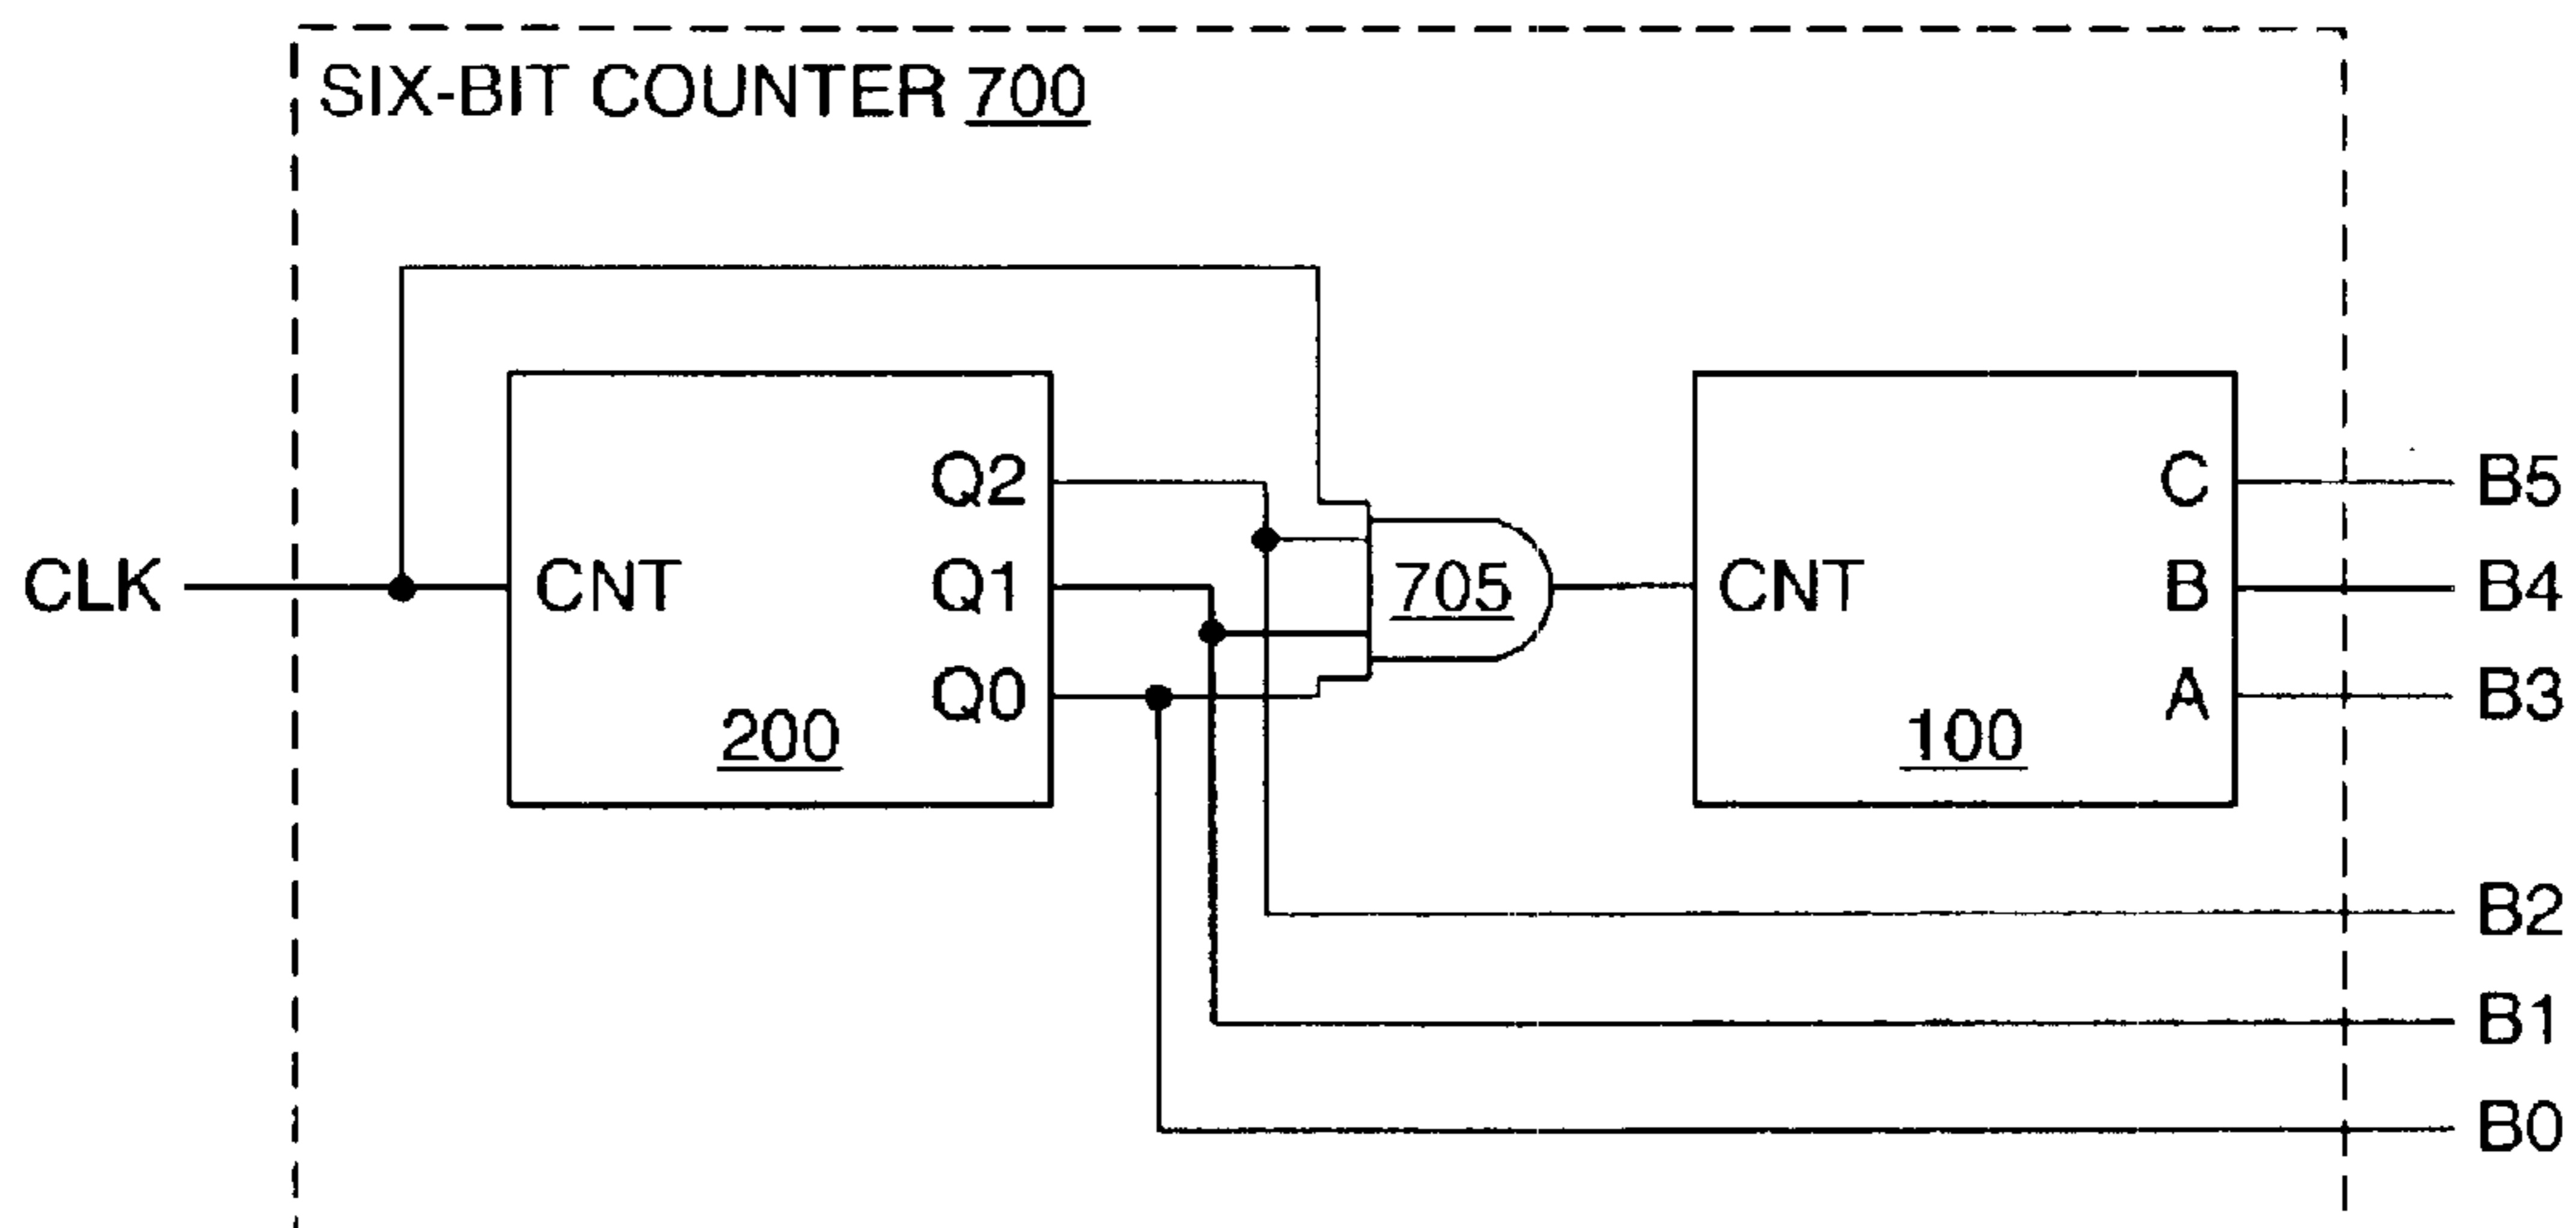 SIX-BIT COUNTER 700
CLK
CNT
Q2
Q1
Q0
200
705
CNT
C
B
A
100
B5
B4
B3
B2
B1
B0